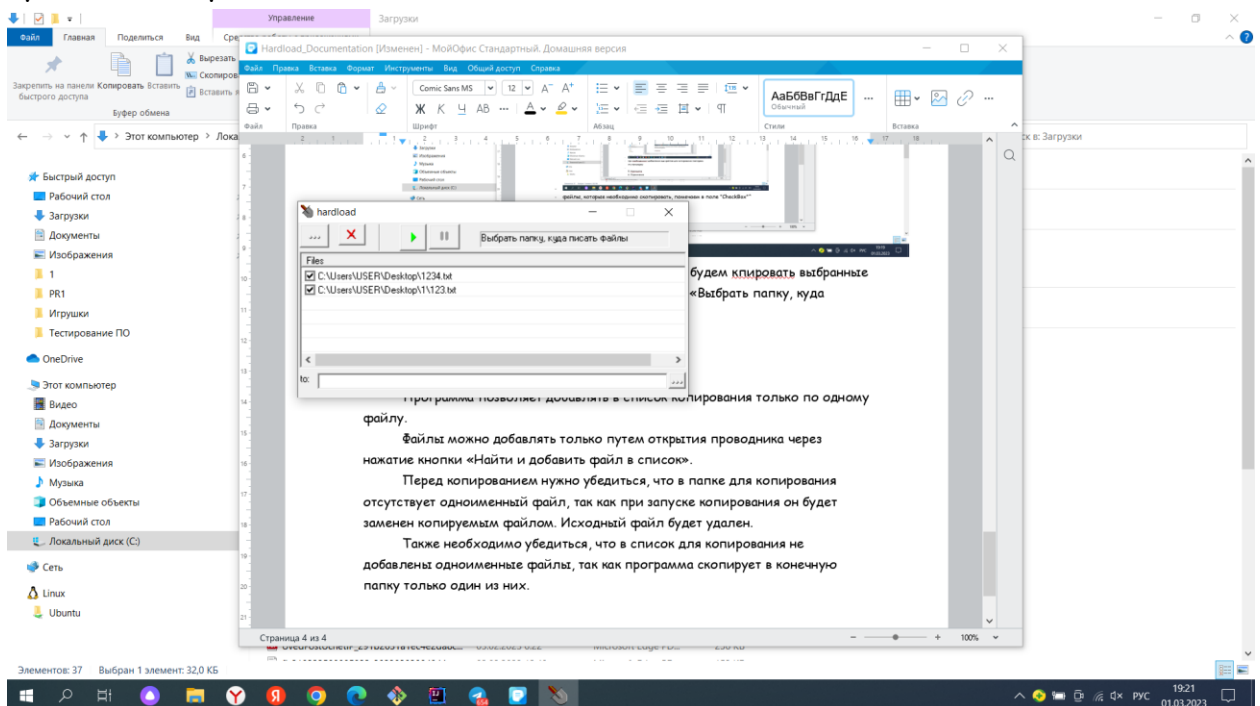 Управление
Загрузки
Файл Главная Поделиться Вид
Закрепить на панели быстрого доступа
Копировать Вставить
Вырезать
Буфер обмена
Этот компьютер
Быстрый доступ
Рабочий стол
Загрузки
Документы
Изображения
1
PR1
Игрушки
Тестирование ПО
OneDrive
Этот компьютер
Видео
Документы
Загрузки
Изображения
Музыка
Объемные объекты
Рабочий стол
Локальный диск (C:)
Сеть
Linux
Ubuntu
Элементов: 37 Выбран 1 элемент: 32,0 КБ
Hardload_Documentation [Изменен] - МойОфис Стандартный. Домашняя версия
Файл Правка Вставка Формат Инструменты Вид Общий доступ Справка
Comic Sans MS 12
Ж К Ч АВ
АаБбВвГгДдЕ
Обычный
Файл Правка Шрифт Абзац Стили Вставка
файлы, которые необходимо скопировать, помечаем в поле "CheckBox"
hardload
Выбрать папку, куда писать файлы
Files
C:\Users\USER\Desktop\1234.txt
C:\Users\USER\Desktop\1\123.txt
to:
будем кпировать выбранные
«Выбрать папку, куда
Программа позволяет добавлять в список копирования только по одному
файлу.
Файлы можно добавлять только путем открытия проводника через
нажатие кнопки «Найти и добавить файл в список».
Перед копированием нужно убедиться, что в папке для копирования
отсутствует одноименный файл, так как при запуске копирования он будет
заменен копируемым файлом. Исходный файл будет удален.
Также необходимо убедиться, что в список для копирования не
добавлены одноименные файлы, так как программа скопирует в конечную
папку только один из них.
Страница 4 из 4
100%
РУС
19:21
01.03.2023